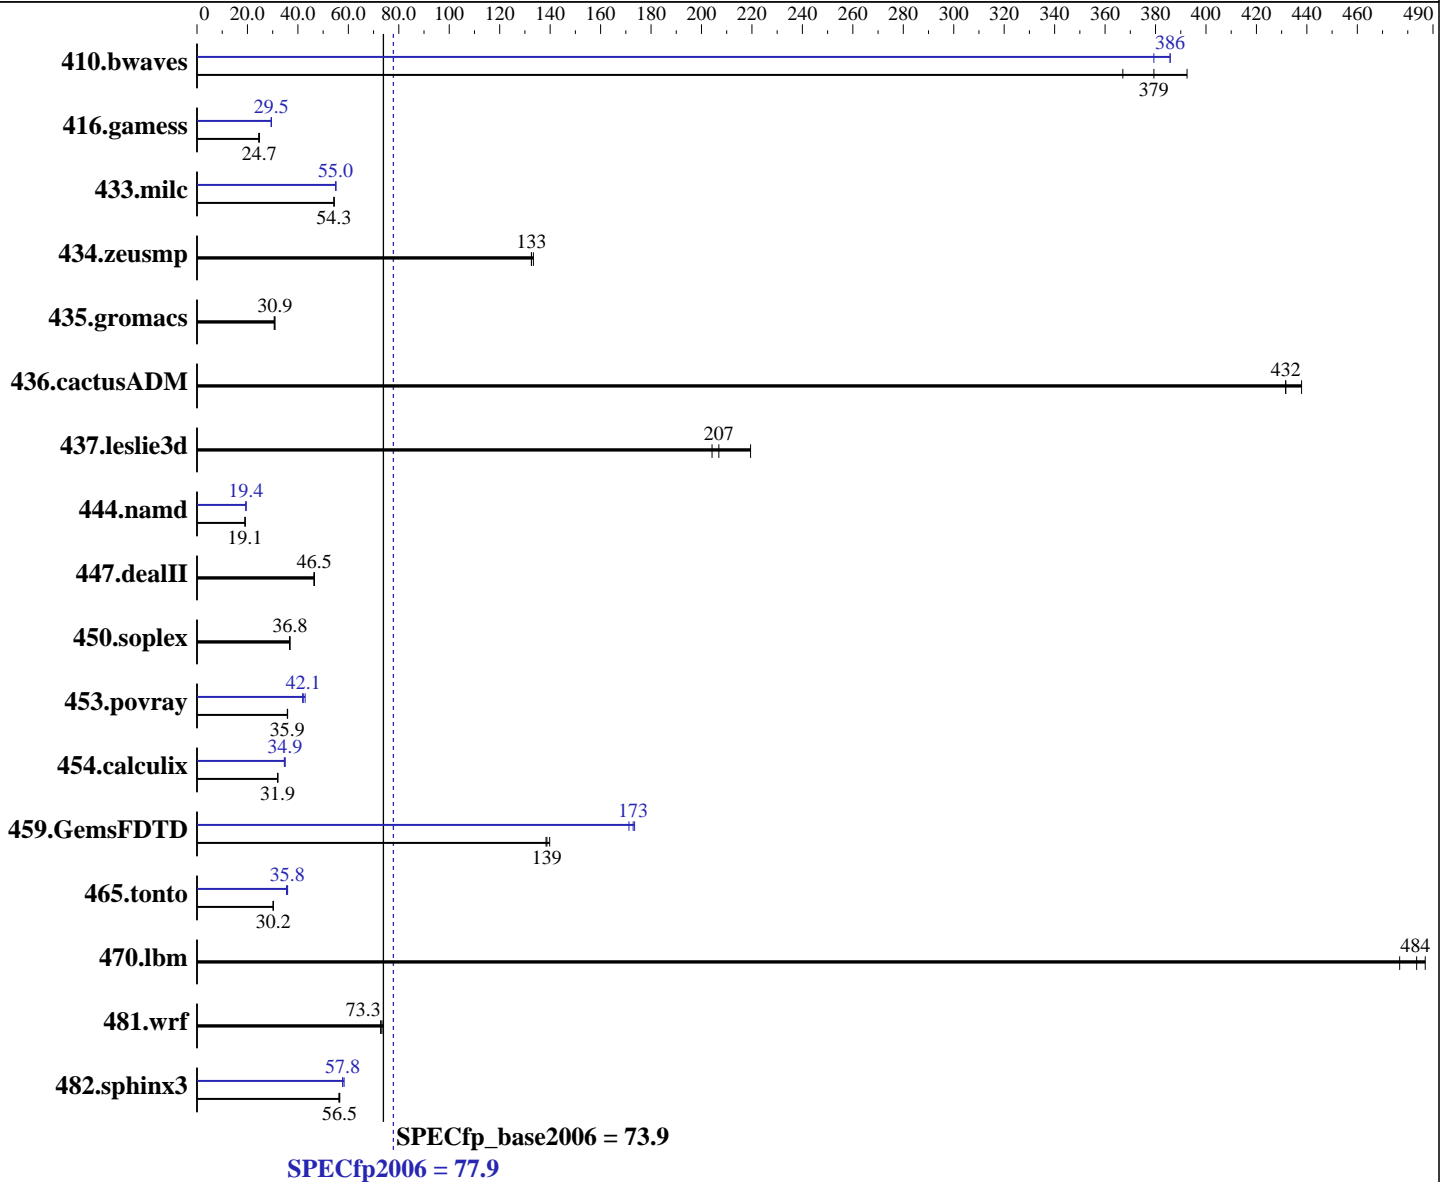 0 20.0 40.0 60.0 80.0 100 120 140 160 180 200 220 240 260 280 300 320 340 360 380 400 420 440 460 490
410.bwaves
386
379
416.gamess
29.5
24.7
433.milc
55.0
54.3
434.zeusmp
133
435.gromacs
30.9
436.cactusADM
432
437.leslie3d
207
444.namd
19.4
19.1
447.dealII
46.5
450.soplex
36.8
453.povray
42.1
35.9
454.calculix
34.9
31.9
459.GemsFDTD
173
139
465.tonto
35.8
30.2
470.lbm
484
481.wrf
73.3
482.sphinx3
57.8
56.5
SPECfp_base2006 = 73.9
SPECfp2006 = 77.9